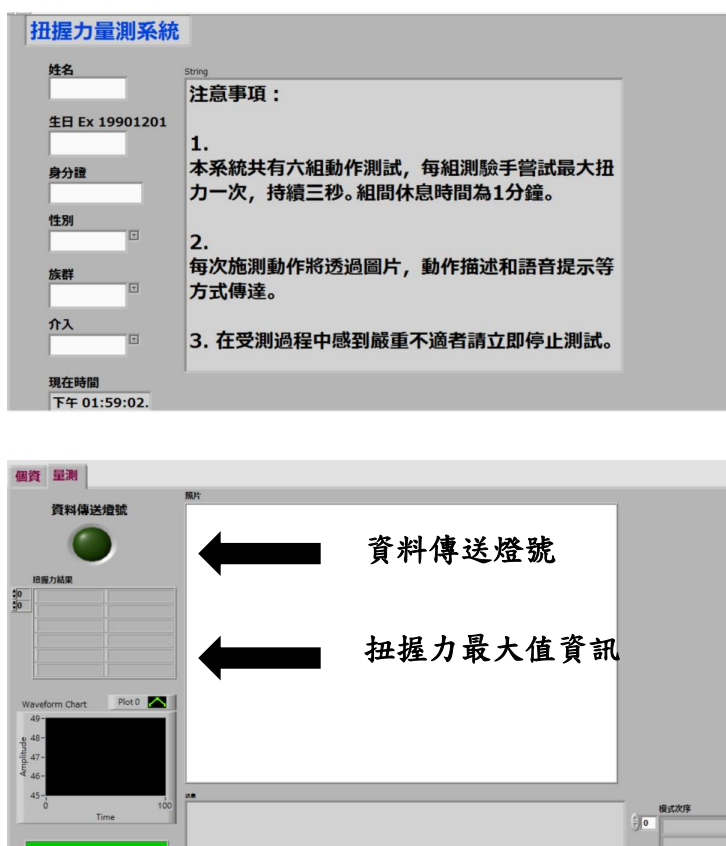 扭握力量測系統
姓名
生日 Ex 19901201
身分證
性別
族群
介入
現在時間
下午 01:59:02.
String
注意事項：
1.
本系統共有六組動作測試，每組測驗手嘗試最大扭
力一次，持續三秒。組間休息時間為1分鐘。
2.
每次施測動作將透過圖片，動作描述和語音提示等
方式傳達。
3. 在受測過程中感到嚴重不適者請立即停止測試。
個資 量測
資料傳送燈號
扭握力結果
0
0
Waveform Chart
Plot 0
49
48
47
46
45
Amplitude
0
100
Time
照片
資料傳送燈號
扭握力最大值資訊
訊息
模式次序
0